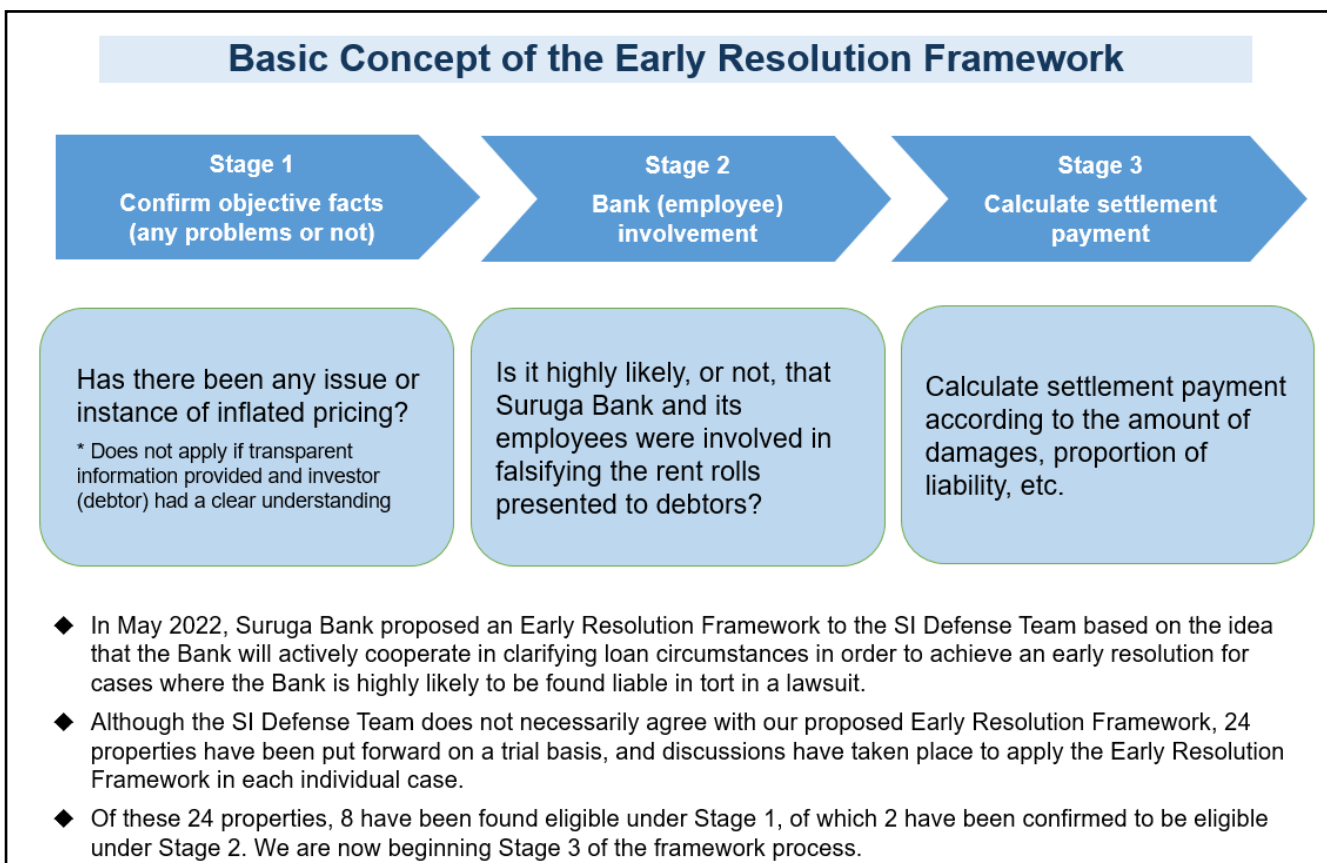 Basic Concept of the Early Resolution Framework
Stage 1
Confirm objective facts
(any problems or not)
Stage 2
Bank (employee)
involvement
Stage 3
Calculate settlement
payment
Has there been any issue or
instance of inflated pricing?
* Does not apply if transparent
information provided and investor
(debtor) had a clear understanding
Is it highly likely, or not, that
Suruga Bank and its
employees were involved in
falsifying the rent rolls
presented to debtors?
Calculate settlement payment
according to the amount of
damages, proportion of
liability, etc.
◆ In May 2022, Suruga Bank proposed an Early Resolution Framework to the SI Defense Team based on the idea
that the Bank will actively cooperate in clarifying loan circumstances in order to achieve an early resolution for
cases where the Bank is highly likely to be found liable in tort in a lawsuit.
◆ Although the SI Defense Team does not necessarily agree with our proposed Early Resolution Framework, 24
properties have been put forward on a trial basis, and discussions have taken place to apply the Early Resolution
Framework in each individual case.
◆ Of these 24 properties, 8 have been found eligible under Stage 1, of which 2 have been confirmed to be eligible
under Stage 2. We are now beginning Stage 3 of the framework process.